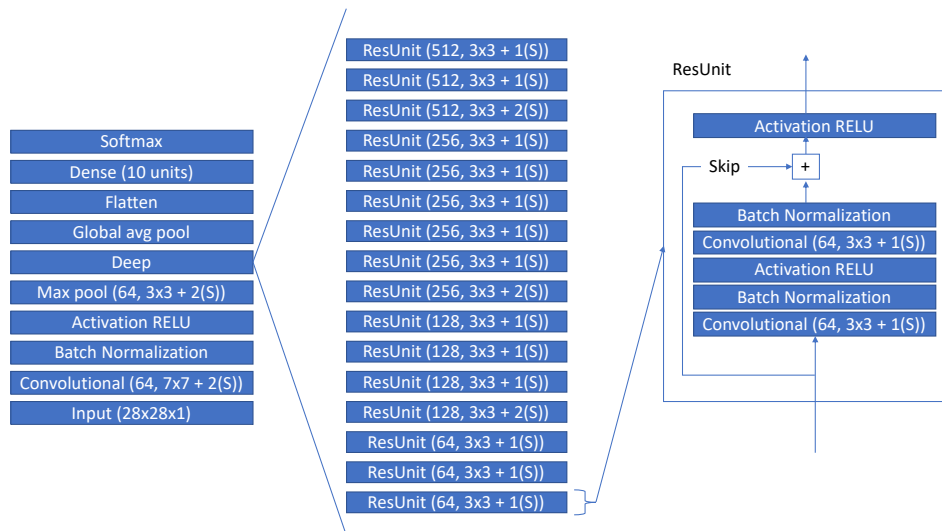 Softmax
Dense (10 units)
Flatten
Global avg pool
Deep
Max pool (64, 3x3 + 2(S))
Activation RELU
Batch Normalization
Convolutional (64, 7x7 + 2(S))
Input (28x28x1)
ResUnit (512, 3x3 + 1(S))
ResUnit (512, 3x3 + 1(S))
ResUnit (512, 3x3 + 2(S))
ResUnit (256, 3x3 + 1(S))
ResUnit (256, 3x3 + 1(S))
ResUnit (256, 3x3 + 1(S))
ResUnit (256, 3x3 + 1(S))
ResUnit (256, 3x3 + 1(S))
ResUnit (256, 3x3 + 2(S))
ResUnit (128, 3x3 + 1(S))
ResUnit (128, 3x3 + 1(S))
ResUnit (128, 3x3 + 1(S))
ResUnit (128, 3x3 + 2(S))
ResUnit (64, 3x3 + 1(S))
ResUnit (64, 3x3 + 1(S))
ResUnit (64, 3x3 + 1(S))
ResUnit
Activation RELU
Skip
+
Batch Normalization
Convolutional (64, 3x3 + 1(S))
Activation RELU
Batch Normalization
Convolutional (64, 3x3 + 1(S))